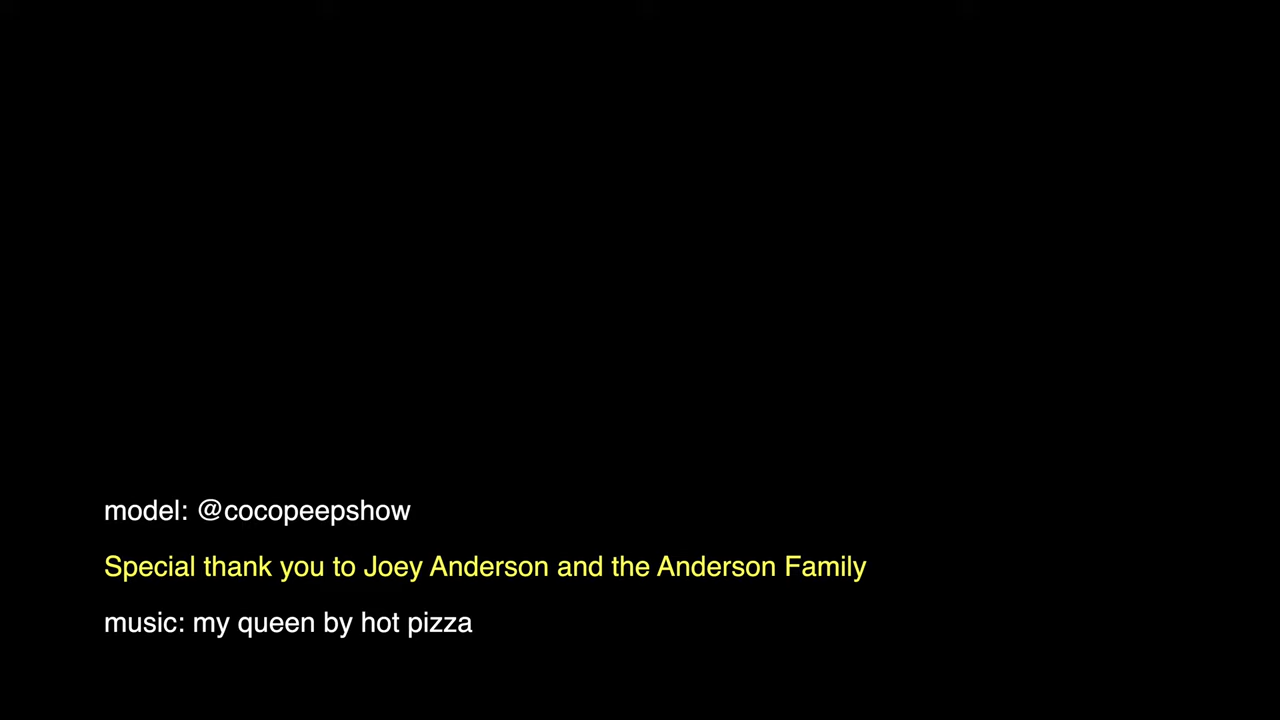 model: @cocopeepshow
Special thank you to Joey Anderson and the Anderson Family
music: my queen by hot pizza